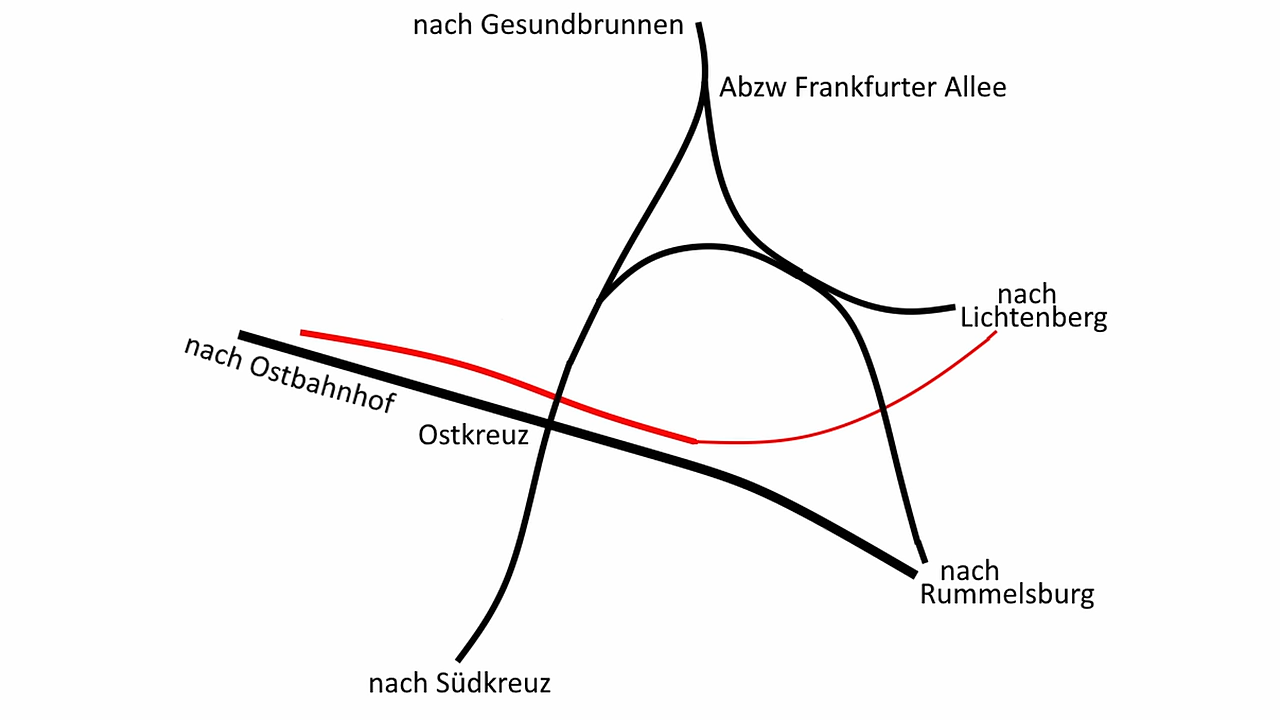 nach Gesundbrunnen
Abzw Frankfurter Allee
nach
Lichtenberg
nach Ostbahnhof
Ostkreuz
nach
Rummelsburg
nach Südkreuz